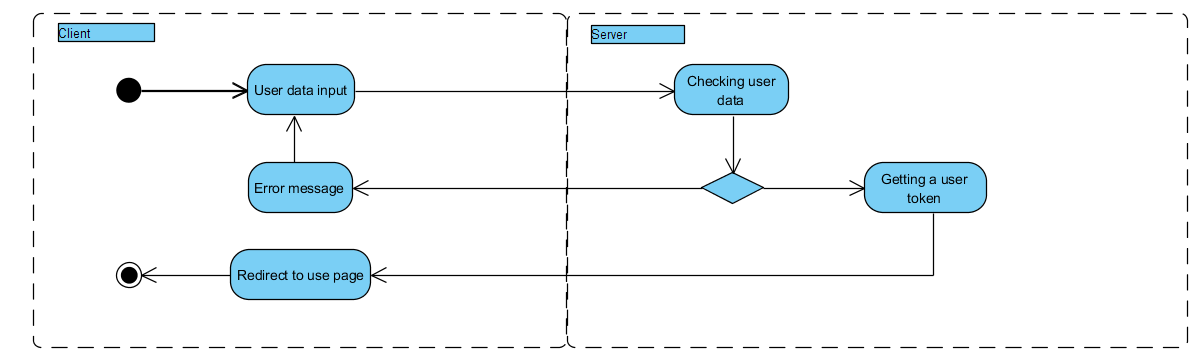 Client
Server
User data input
Checking user
data
Error message
Getting a user
token
Redirect to use page